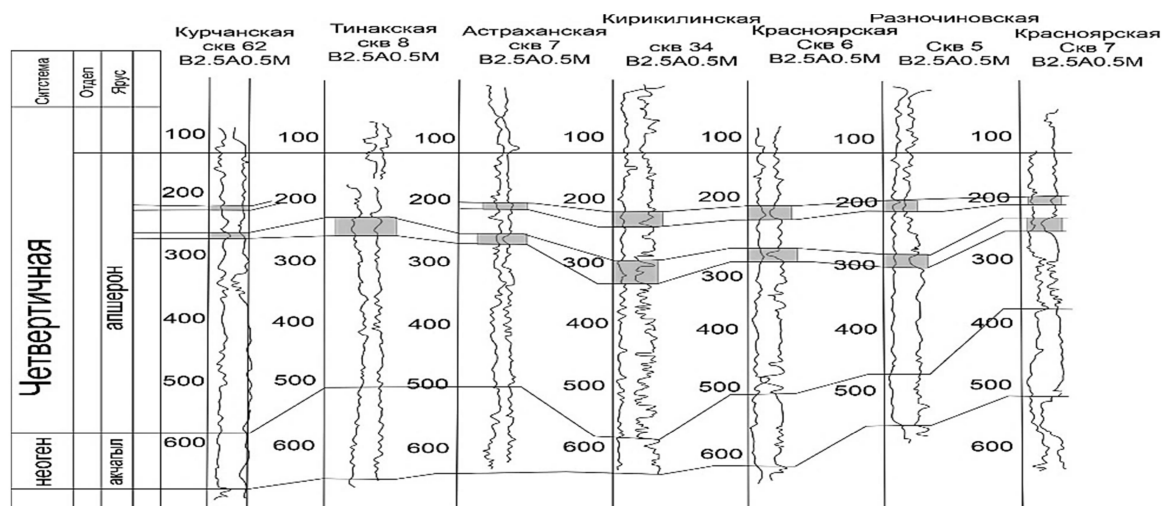 Кирикилинская
Разночиновская
Курчанская
скв 62
В2.5А0.5М
Тинакская
скв 8
В2.5А0.5М
Астраханская
скв 7
В2.5А0.5М
скв 34
В2.5А0.5М
Красноярская
Скв 6
В2.5А0.5М
Скв 5
В2.5А0.5М
Красноярская
Скв 7
В2.5А0.5М
Ситстема
Отдел
Ярус
Четвертичная
апшерон
неоген
акчагыл
100 100 100 100 100 100 100
200 200 200 200 200 200 200
300 300 300 300 300 300 300
400 400 400 400 400 400 400
500 500 500 500 500 500 500
600 600 600 600 600 600 600